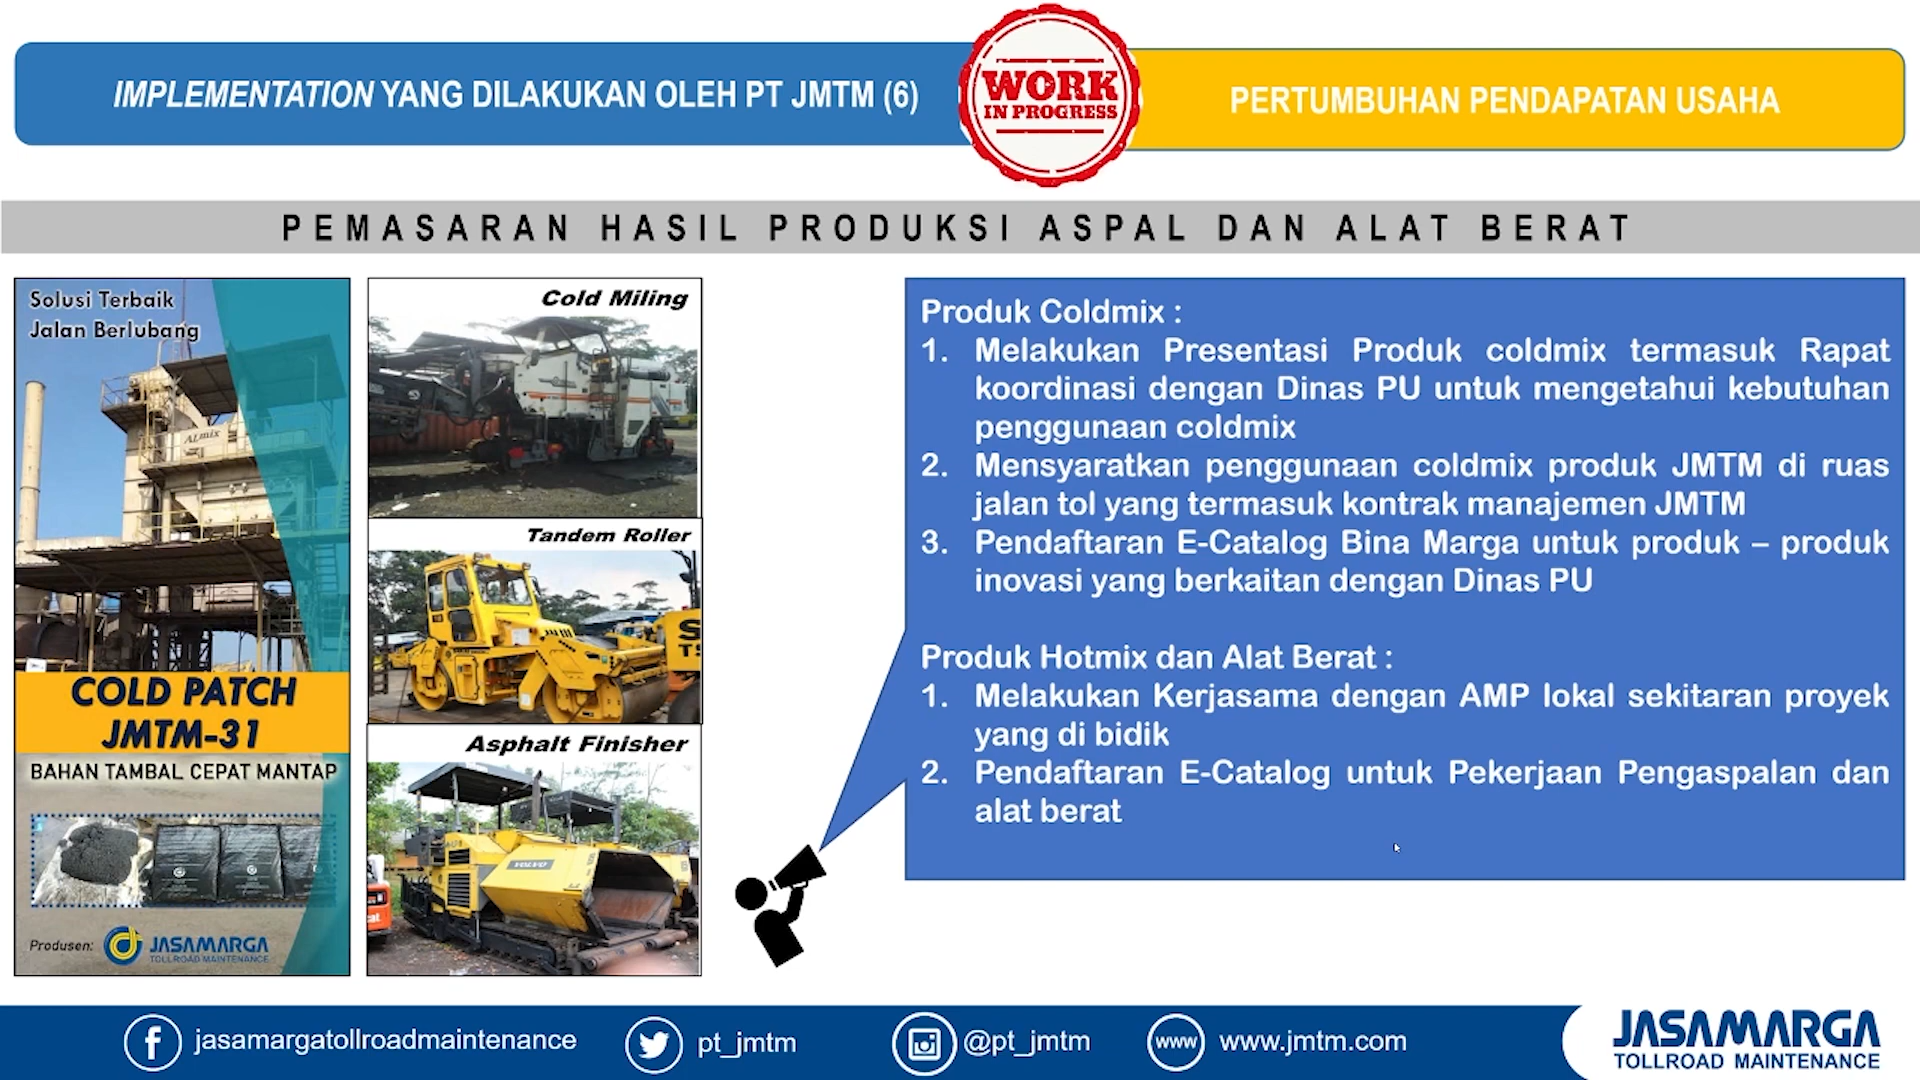 IMPLEMENTATION YANG DILAKUKAN OLEH PT JMTM (6)
WORK
IN PROGRESS
PERTUMBUHAN PENDAPATAN USAHA
PEMASARAN HASIL PRODUKSI ASPAL DAN ALAT BERAT
Solusi Terbaik
Jalan Berlubang
ALmix
COLD PATCH
JMTM-31
BAHAN TAMBAL CEPAT MANTAP
Produsen: JASAMARGA
TOLLROAD MAINTENANCE
Cold Miling
Tandem Roller
Asphalt Finisher
VOLVO
Produk Coldmix :
1. Melakukan Presentasi Produk coldmix termasuk Rapat
koordinasi dengan Dinas PU untuk mengetahui kebutuhan
penggunaan coldmix
2. Mensyaratkan penggunaan coldmix produk JMTM di ruas
jalan tol yang termasuk kontrak manajemen JMTM
3. Pendaftaran E-Catalog Bina Marga untuk produk – produk
inovasi yang berkaitan dengan Dinas PU
Produk Hotmix dan Alat Berat :
1. Melakukan Kerjasama dengan AMP lokal sekitaran proyek
yang di bidik
2. Pendaftaran E-Catalog untuk Pekerjaan Pengaspalan dan
alat berat
jasamargatollroadmaintenance
pt_jmtm
@pt_jmtm
www
www.jmtm.com
JASAMARGA
TOLLROAD MAINTENANCE